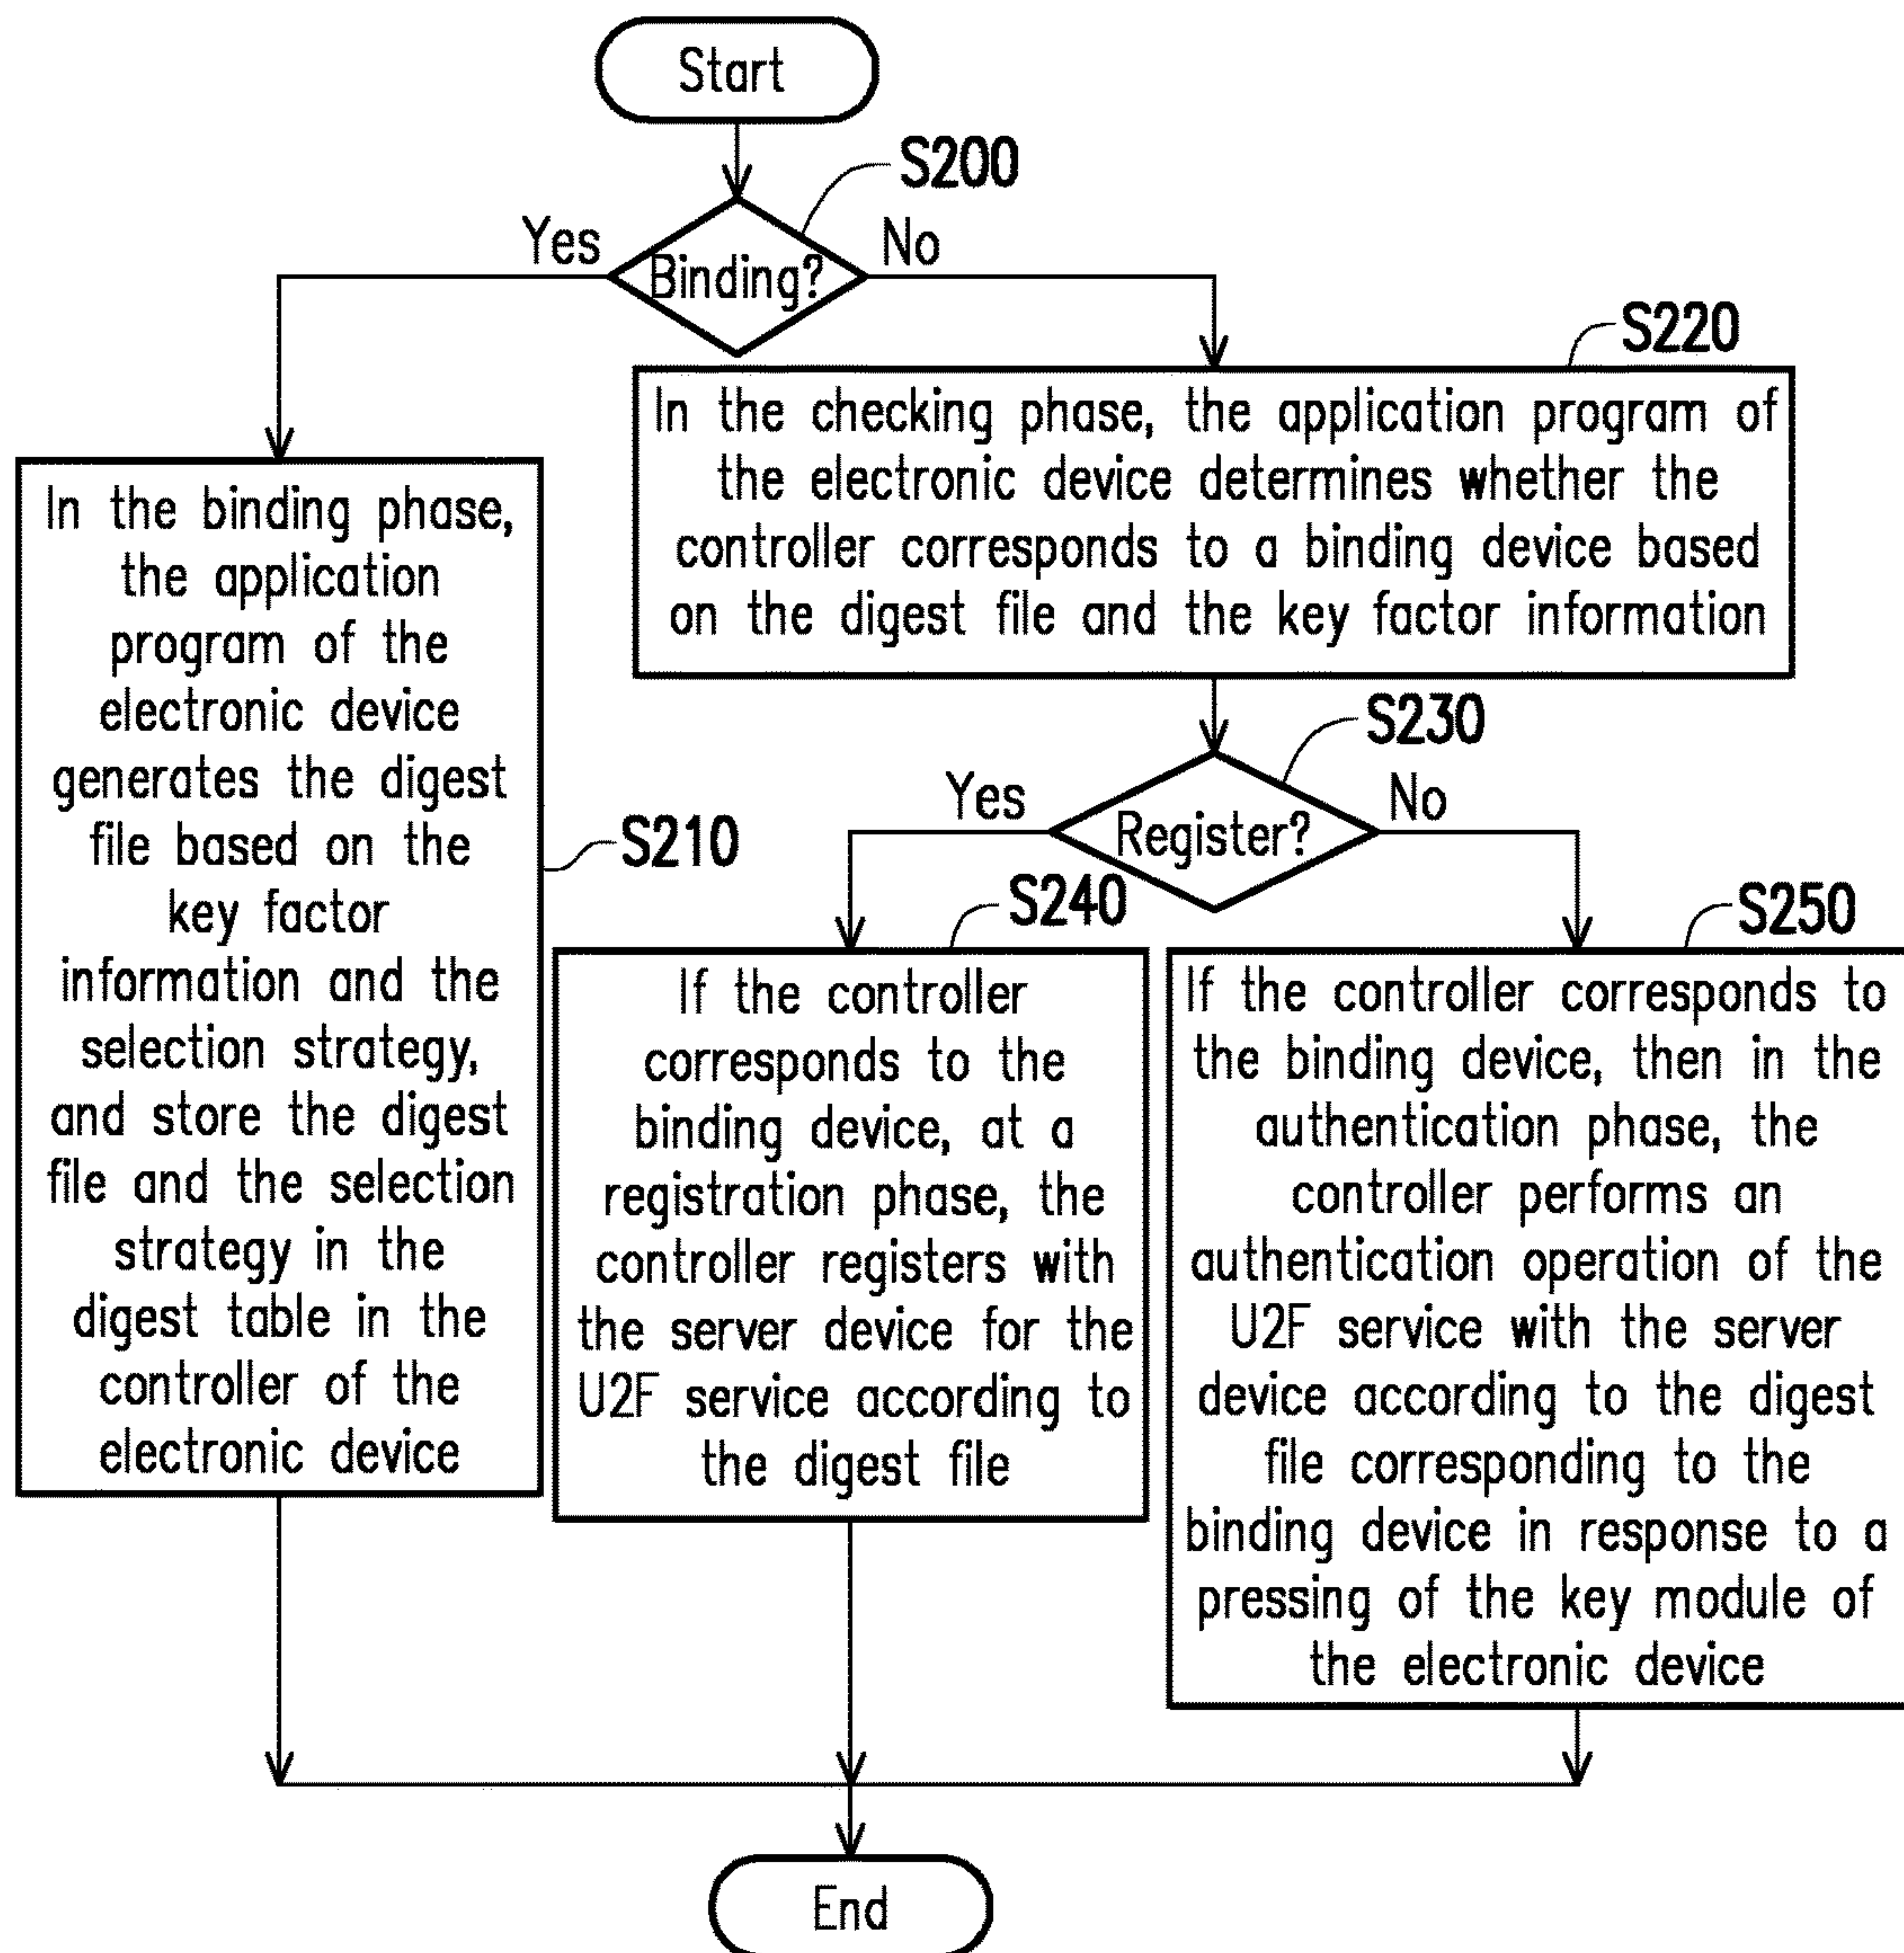 Start
S200
Yes
No
Binding?
S220
In the checking phase, the application program of
the electronic device determines whether the
controller corresponds to a binding device based
on the digest file and the key factor information
In the binding phase,
the application
program of the
electronic device
generates the digest
file based on the
key factor
information and the
selection strategy,
and store the digest
file and the selection
strategy in the
digest table in the
controller of the
electronic device
S210
S230
Yes
No
Register?
S240
If the controller
corresponds to the
binding device, at a
registration phase, the
controller registers with
the server device for the
U2F service according to
the digest file
S250
If the controller corresponds to
the binding device, then in the
authentication phase, the
controller performs an
authentication operation of the
U2F service with the server
device according to the digest
file corresponding to the
binding device in response to a
pressing of the key module of
the electronic device
End